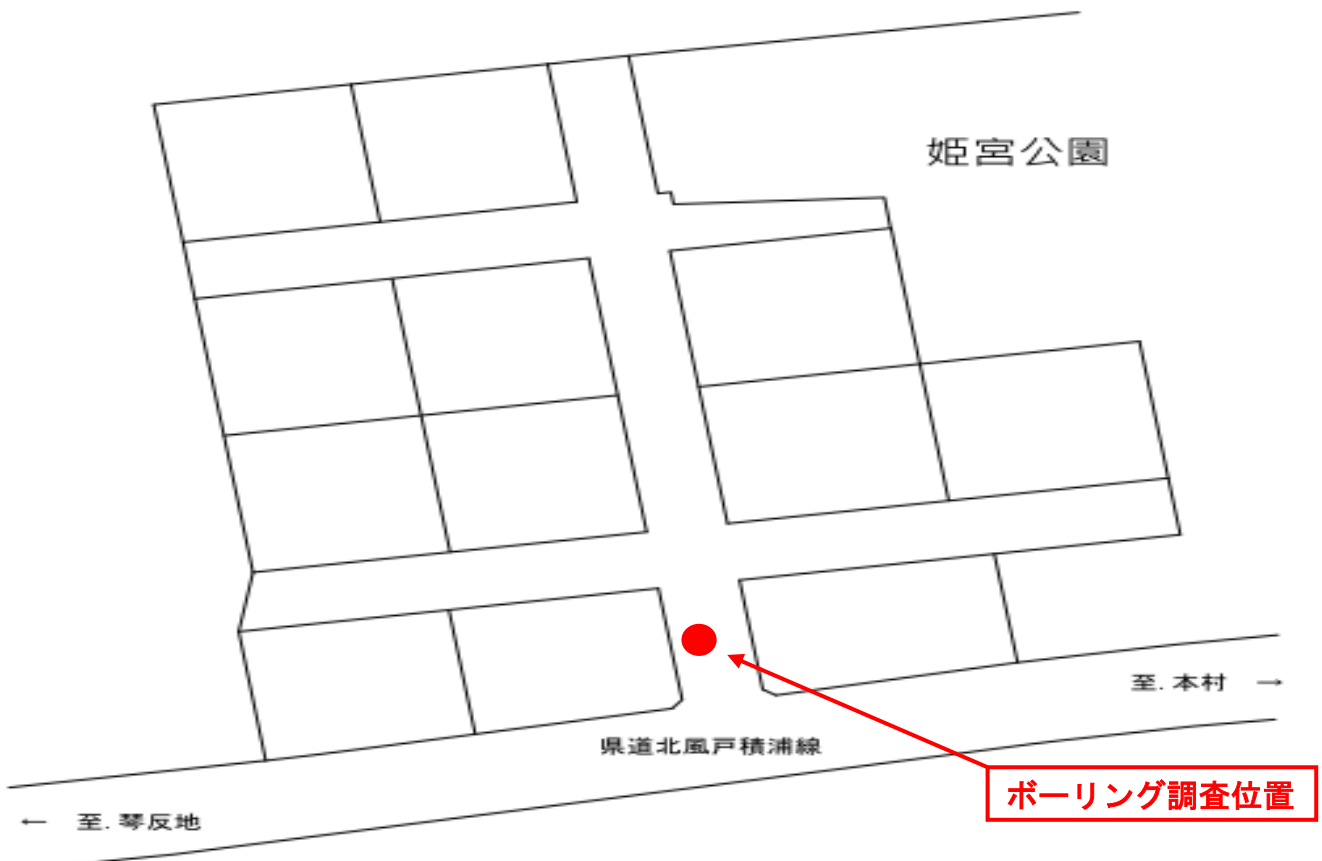 姫宮公園
至.本村 →
県道北風戸積浦線
ボーリング調査位置
← 至.琴反地